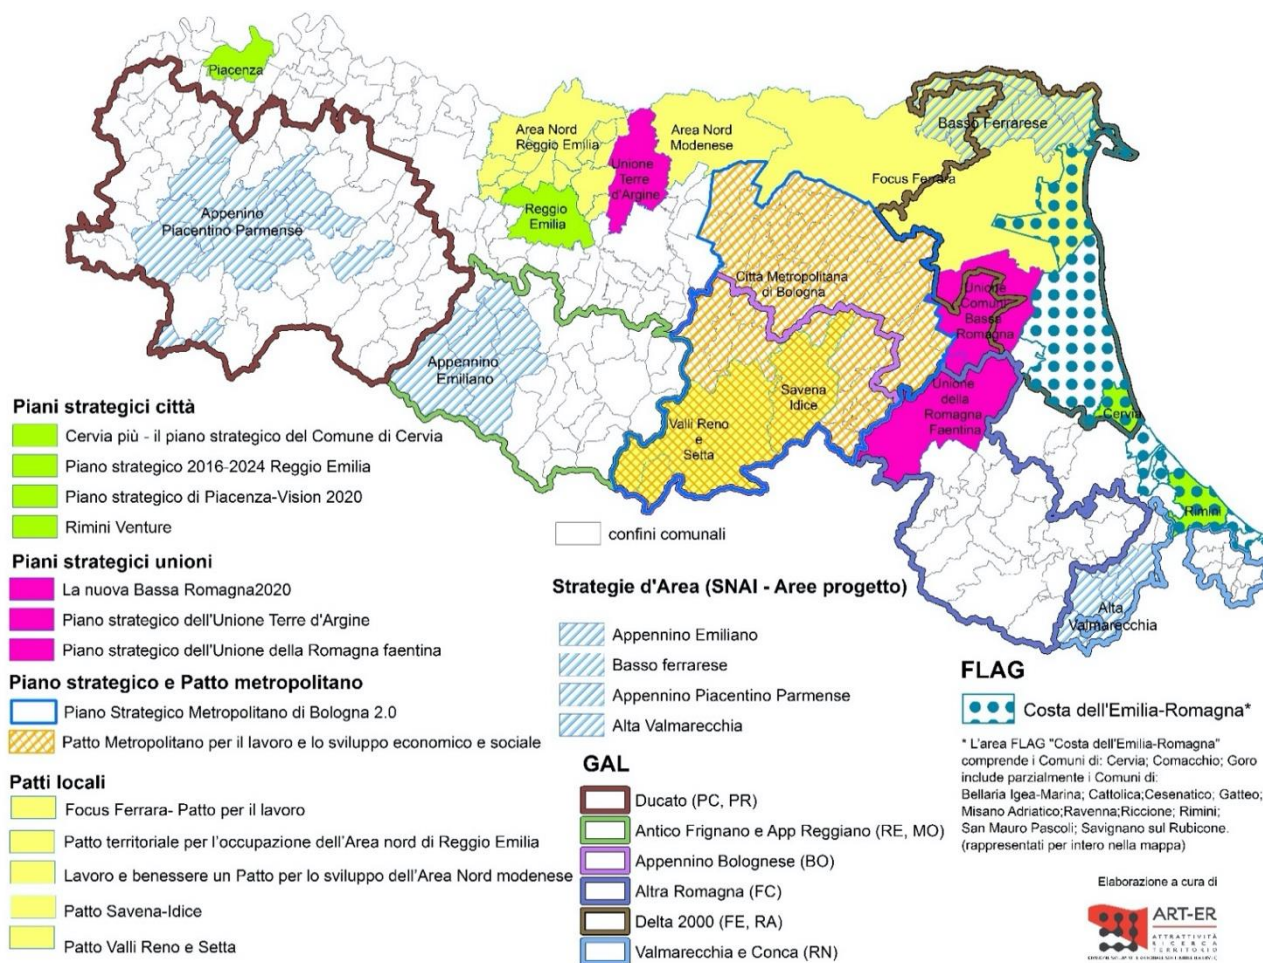 Piacenza
Appenino
Piacentino Parmense
Area Nord
Reggio Emilia
Unione
Terre
d'Argine
Area Nord
Modenese
Reggio
Emilia
Basso Ferrarese
Focus Ferrara
Città Metropolitana
di Bologna
Unione
Comuni
Bassa
Romagna
Appennino
Emiliano
Savena
Idice
Valli Reno
e
Setta
Unione
della
Romagna
Faentina
Cervia
Rimini
Alta
Valmarecchia
Piani strategici città
Cervia più - il piano strategico del Comune di Cervia
Piano strategico 2016-2024 Reggio Emilia
Piano strategico di Piacenza-Vision 2020
Rimini Venture
Piani strategici unioni
La nuova Bassa Romagna2020
Piano strategico dell'Unione Terre d'Argine
Piano strategico dell'Unione della Romagna faentina
Piano strategico e Patto metropolitano
Piano Strategico Metropolitano di Bologna 2.0
Patto Metropolitano per il lavoro e lo sviluppo economico e sociale
Patti locali
Focus Ferrara- Patto per il lavoro
Patto territoriale per l'occupazione dell'Area nord di Reggio Emilia
Lavoro e benessere un Patto per lo sviluppo dell'Area Nord modenese
Patto Savena-Idice
Patto Valli Reno e Setta
confini comunali
Strategie d'Area (SNAI - Aree progetto)
Appennino Emiliano
Basso ferrarese
Appennino Piacentino Parmense
Alta Valmarecchia
GAL
Ducato (PC, PR)
Antico Frignano e App Reggiano (RE, MO)
Appennino Bolognese (BO)
Altra Romagna (FC)
Delta 2000 (FE, RA)
Valmarecchia e Conca (RN)
FLAG
Costa dell'Emilia-Romagna*
* L'area FLAG "Costa dell'Emilia-Romagna"
comprende i Comuni di: Cervia; Comacchio; Goro
include parzialmente i Comuni di:
Bellaria Igea-Marina; Cattolica;Cesenatico; Gatteo;
Misano Adriatico;Ravenna;Riccione; Rimini;
San Mauro Pascoli; Savignano sul Rubicone.
(rappresentati per intero nella mappa)
Elaborazione a cura di
ART-ER
ATTRATTIVITÀ
RICERCA
TERRITORIO